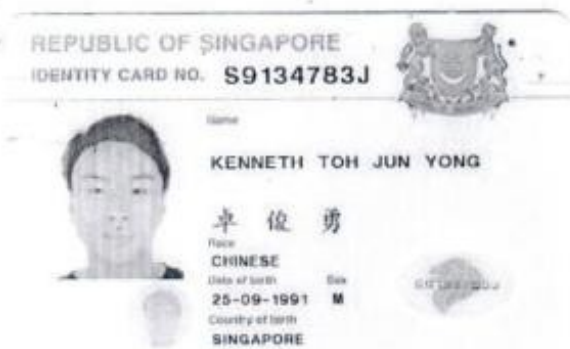 REPUBLIC OF SINGAPORE
IDENTITY CARD NO. S9134783J
Name
KENNETH TOH JUN YONG
卓 俊 勇
Race
CHINESE
Date of birth Sex
25-09-1991 M
Country of birth
SINGAPORE